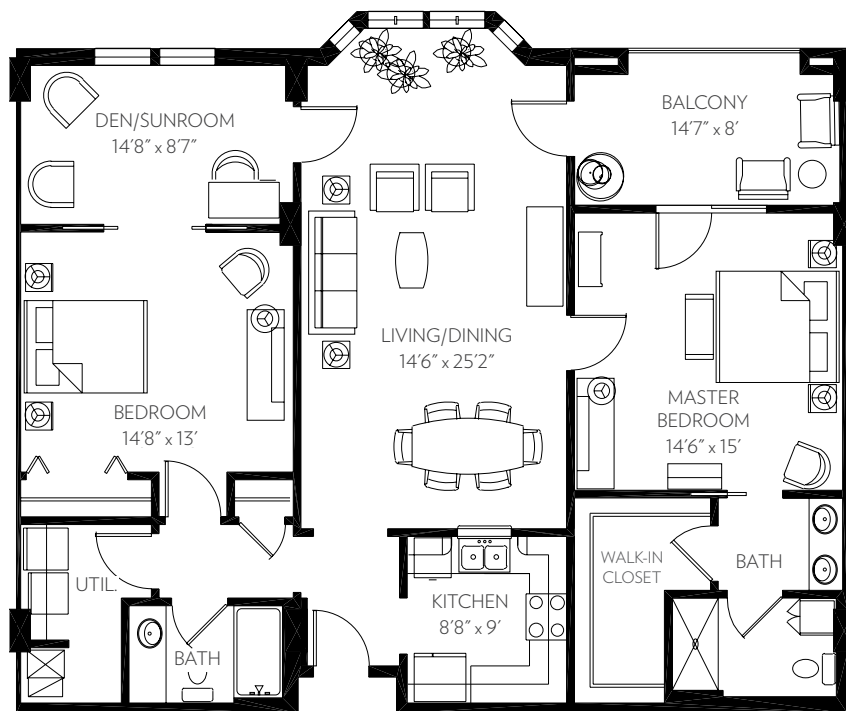 DEN/SUNROOM
14'8" x 8'7"
BALCONY
14'7" x 8'
LIVING/DINING
14'6" x 25'2"
BEDROOM
14'8" x 13'
MASTER
BEDROOM
14'6" x 15'
UTIL.
BATH
KITCHEN
8'8" x 9'
WALK-IN
CLOSET
BATH